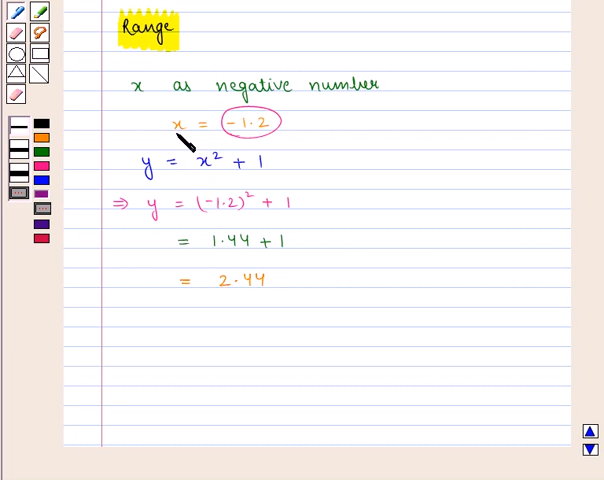 Range
x as negative number
x = -1.2
y = x² + 1
⇒ y = (-1.2)² + 1
= 1.44 + 1
= 2.44